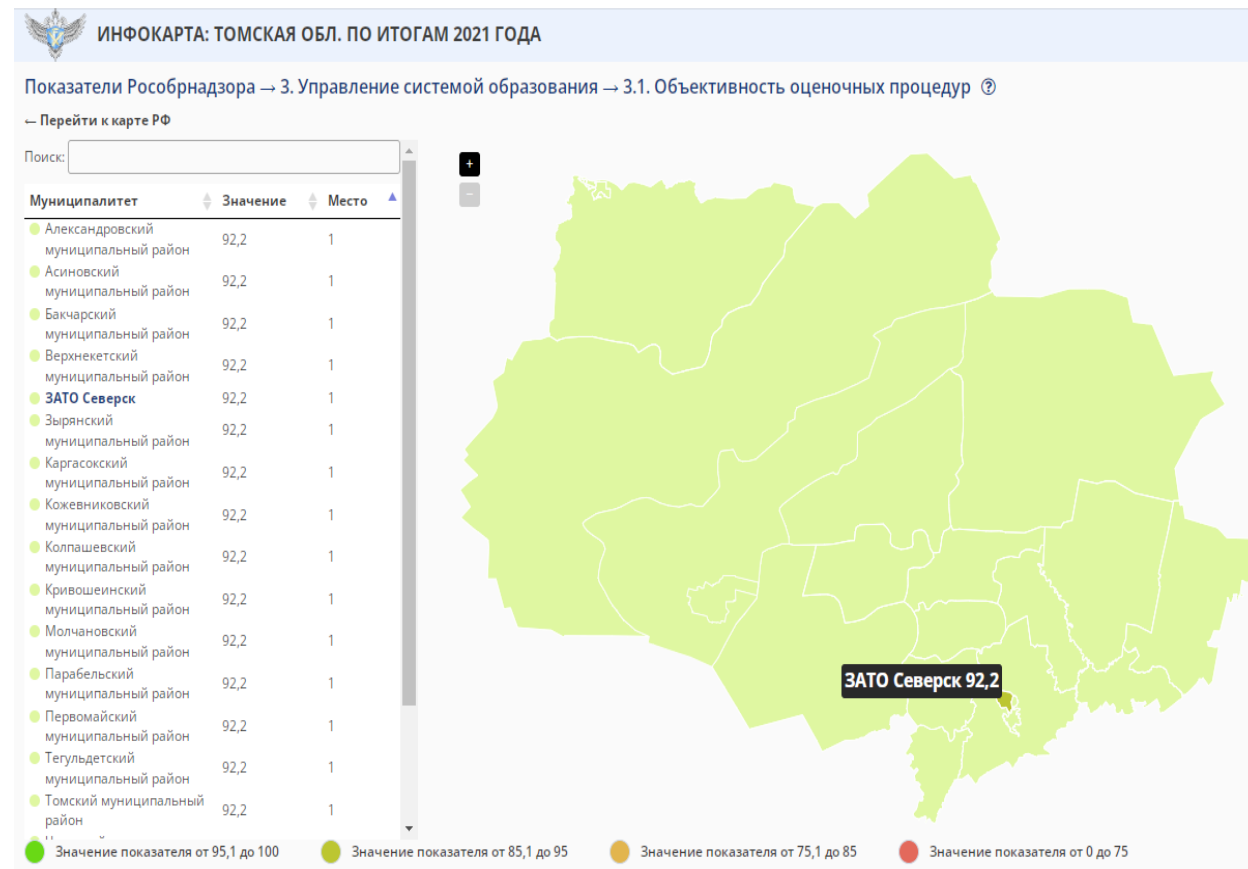 ИНФОКАРТА: ТОМСКАЯ ОБЛ. ПО ИТОГАМ 2021 ГОДА
Показатели Рособрнадзора → 3. Управление системой образования → 3.1. Объективность оценочных процедур ?
← Перейти к карте РФ
Поиск:
Муниципалитет Значение Место
Александровский
муниципальный район 92,2 1
Асиновский
муниципальный район 92,2 1
Бакчарский
муниципальный район 92,2 1
Верхнекетский
муниципальный район 92,2 1
ЗАТО Северск 92,2 1
Зырянский
муниципальный район 92,2 1
Каргасокский
муниципальный район 92,2 1
Кожевниковский
муниципальный район 92,2 1
Колпашевский
муниципальный район 92,2 1
Кривошеинский
муниципальный район 92,2 1
Молчановский
муниципальный район 92,2 1
Парабельский
муниципальный район 92,2 1
Первомайский
муниципальный район 92,2 1
Тегульдетский
муниципальный район 92,2 1
Томский муниципальный
район 92,2 1
+
−
ЗАТО Северск 92,2
Значение показателя от 95,1 до 100
Значение показателя от 85,1 до 95
Значение показателя от 75,1 до 85
Значение показателя от 0 до 75